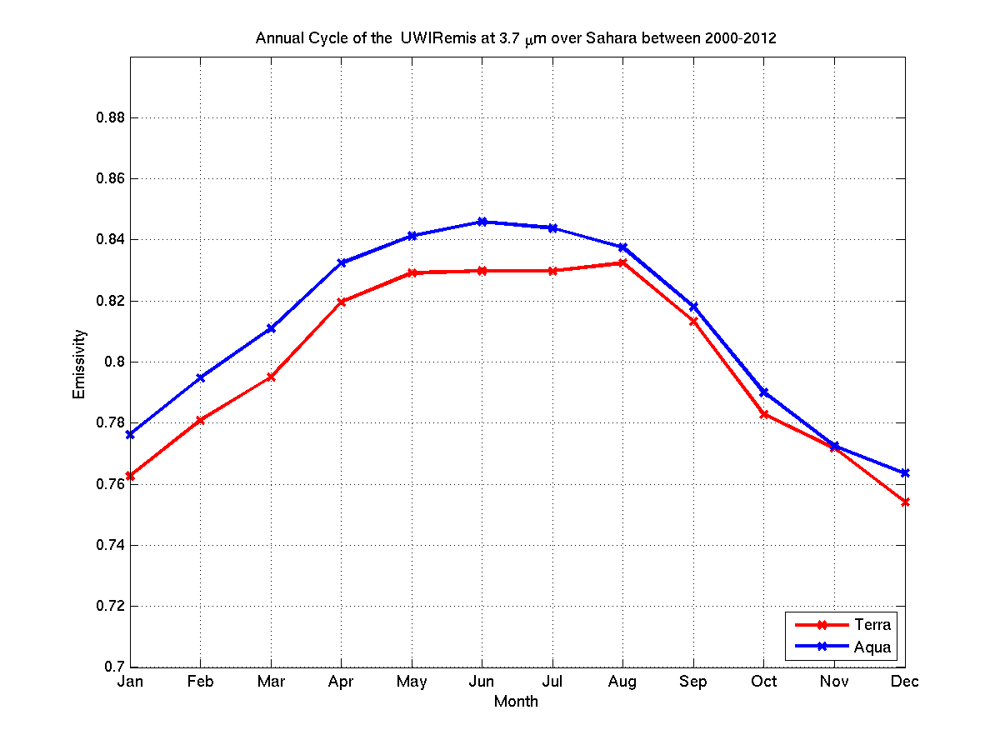 Annual Cycle of the  UWIRemis at 3.7 μm over Sahara between 2000-2012
0.88
0.86
0.84
0.82
0.8
0.78
0.76
0.74
0.72
0.7
Emissivity
Jan Feb Mar Apr May Jun Jul Aug Sep Oct Nov Dec
Month
Terra
Aqua